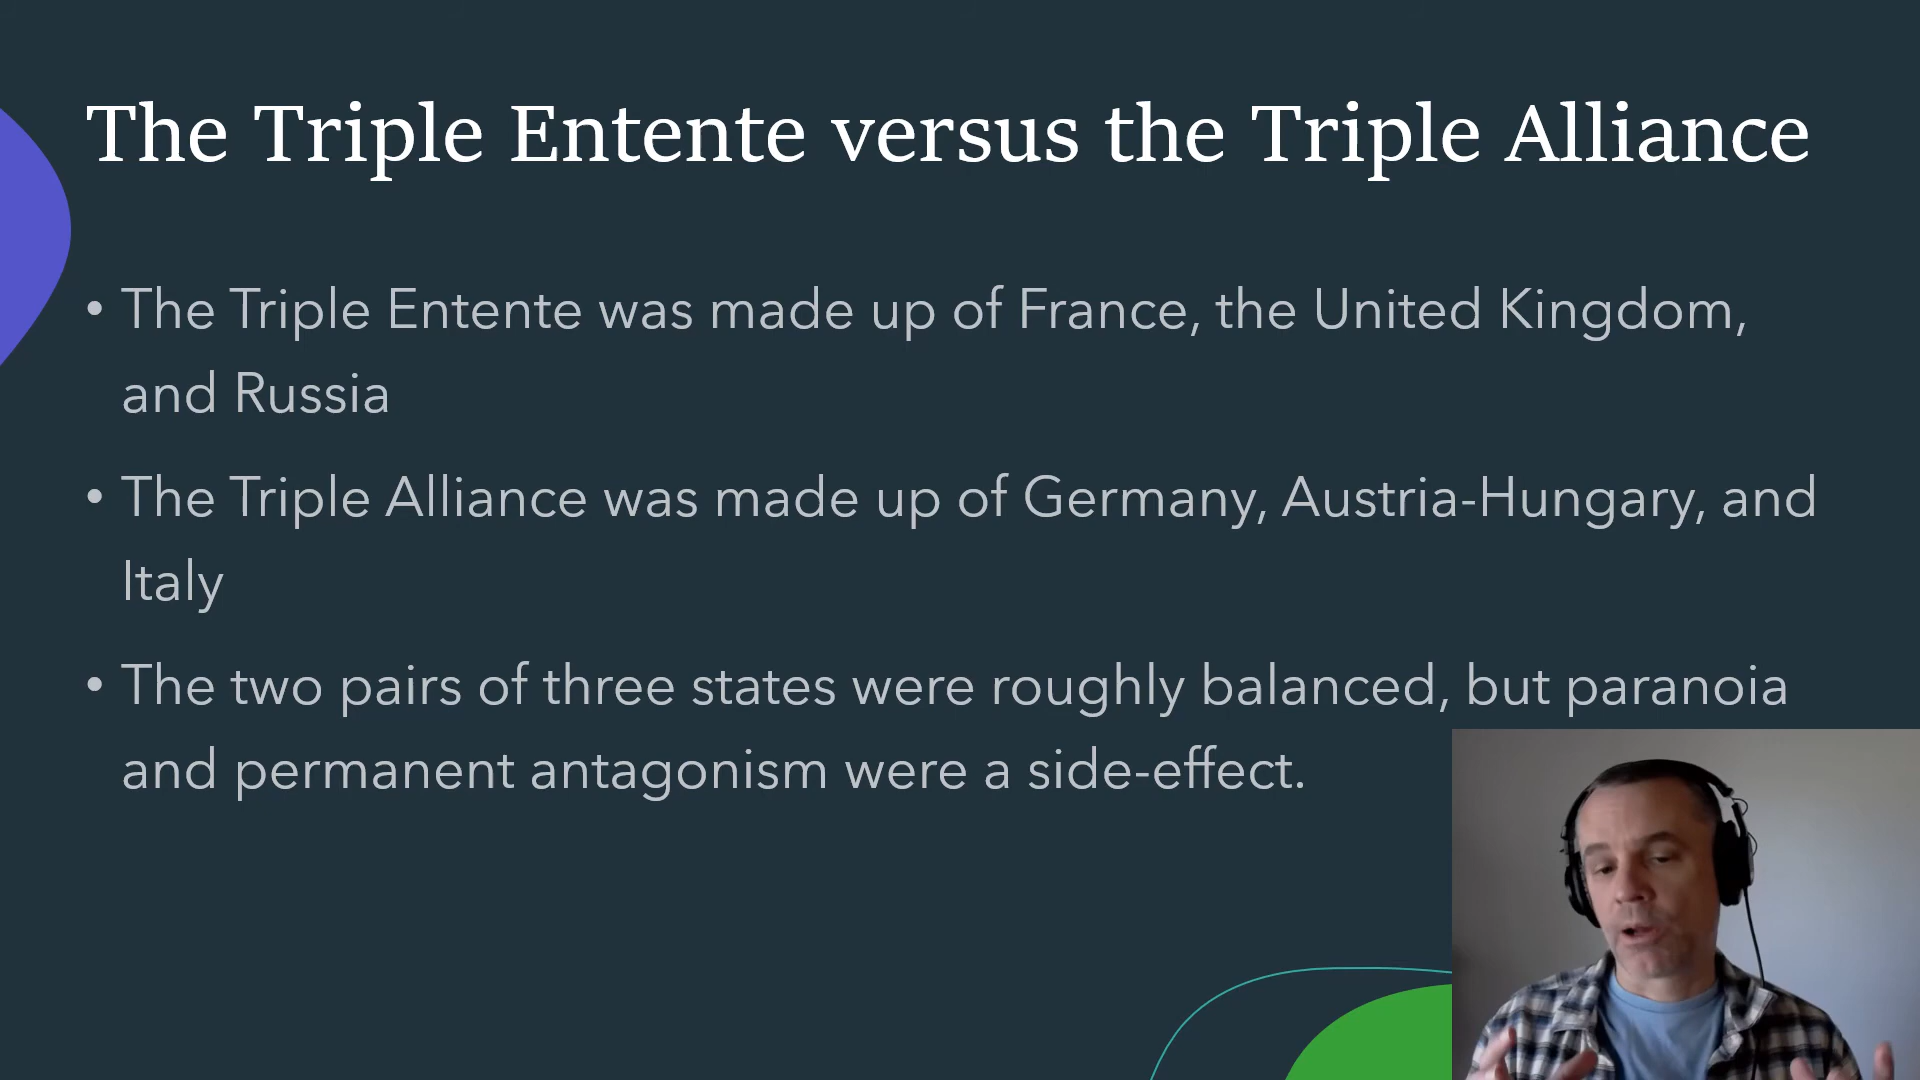 The Triple Entente versus the Triple Alliance
• The Triple Entente was made up of France, the United Kingdom,
and Russia
• The Triple Alliance was made up of Germany, Austria-Hungary, and
Italy
• The two pairs of three states were roughly balanced, but paranoia
and permanent antagonism were a side-effect.